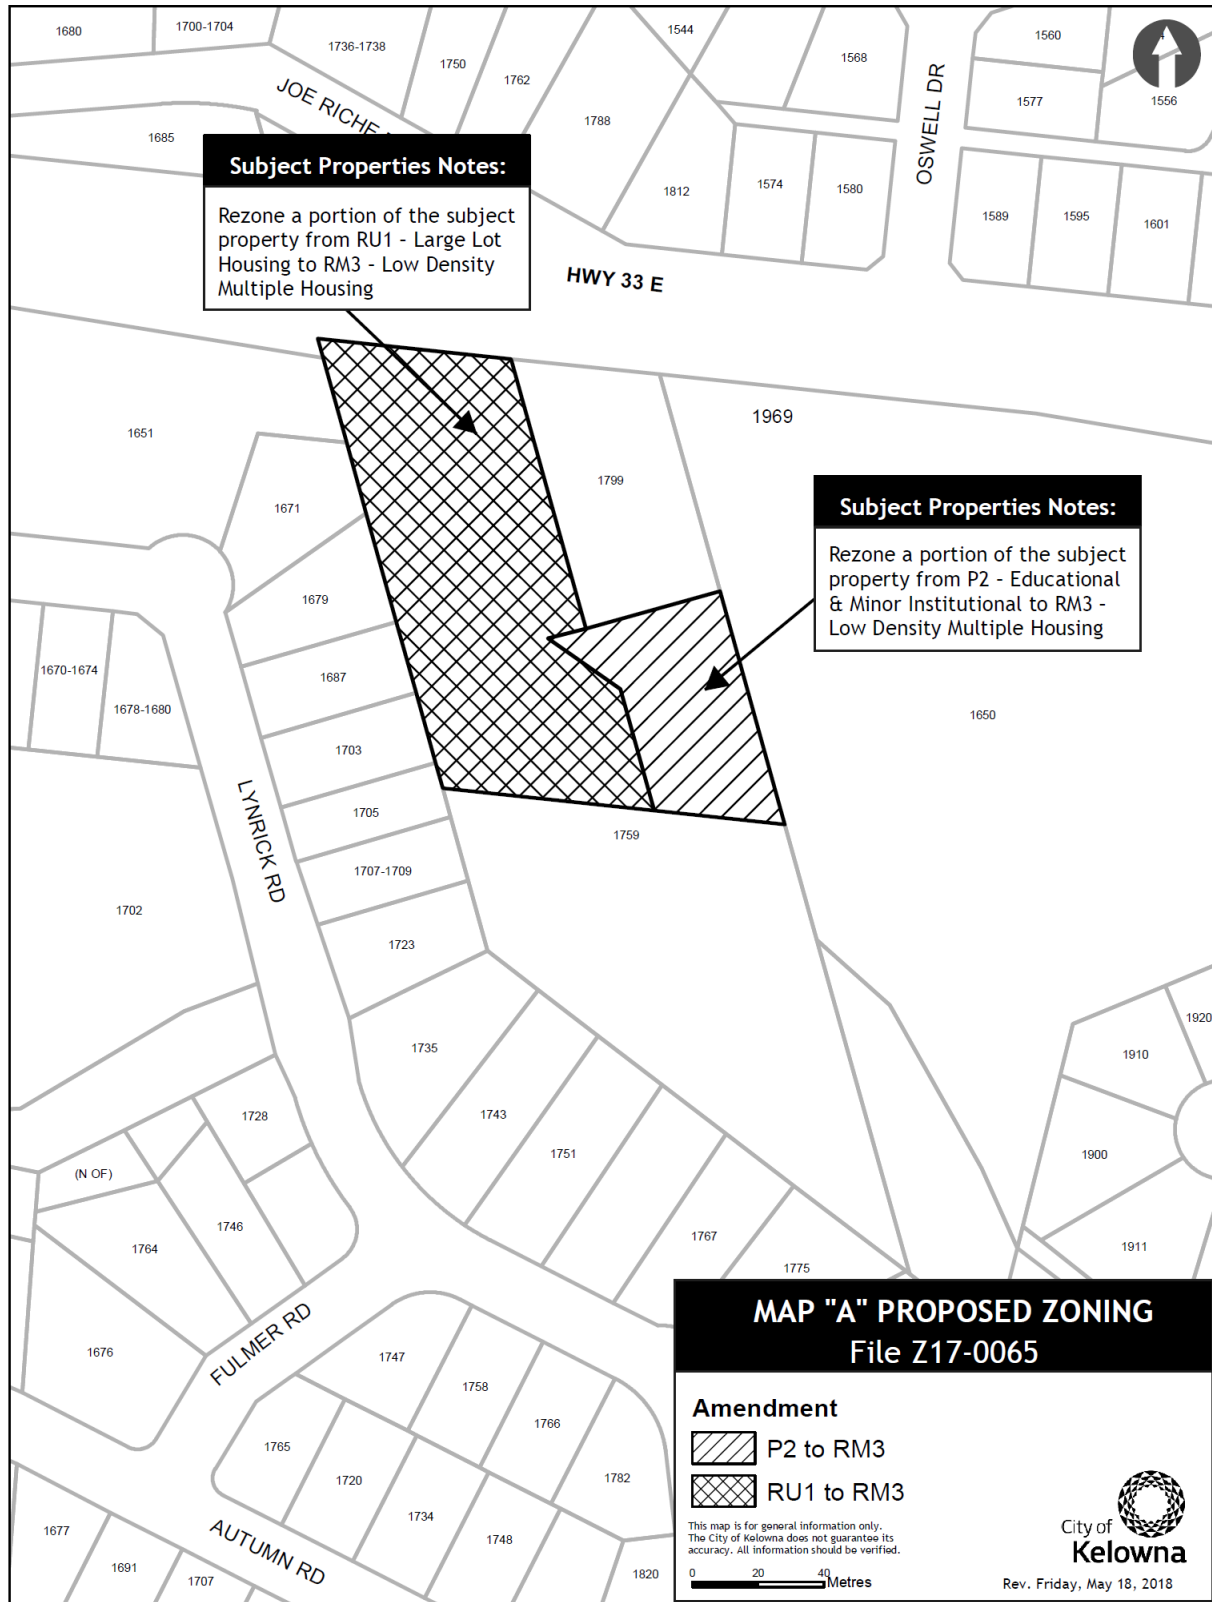 1680
1700-1704
1736-1738
1750
1762
1544
1568
1560
1577
1556
JOE RICHE
1685
1788
OSWELL DR
1812
1574
1580
1589
1595
1601
Subject Properties Notes:
Rezone a portion of the subject
property from RU1 - Large Lot
Housing to RM3 - Low Density
Multiple Housing
HWY 33 E
1651
1969
1799
1671
Subject Properties Notes:
Rezone a portion of the subject
property from P2 - Educational
& Minor Institutional to RM3 -
Low Density Multiple Housing
1679
1670-1674
1687
1678-1680
1650
1703
LYNRICK RD
1705
1759
1707-1709
1702
1723
1735
1920
1910
1743
1728
1751
1900
(N OF)
1746
1764
1767
1911
1775
1676
FULMER RD
1747
1758
1766
1765
1720
1782
1734
1748
1677
AUTUMN RD
1691
1707
1820
MAP "A" PROPOSED ZONING
File Z17-0065
Amendment
P2 to RM3
RU1 to RM3
This map is for general information only.
The City of Kelowna does not guarantee its
accuracy. All information should be verified.
0 20 40 Metres
City of
Kelowna
Rev. Friday, May 18, 2018